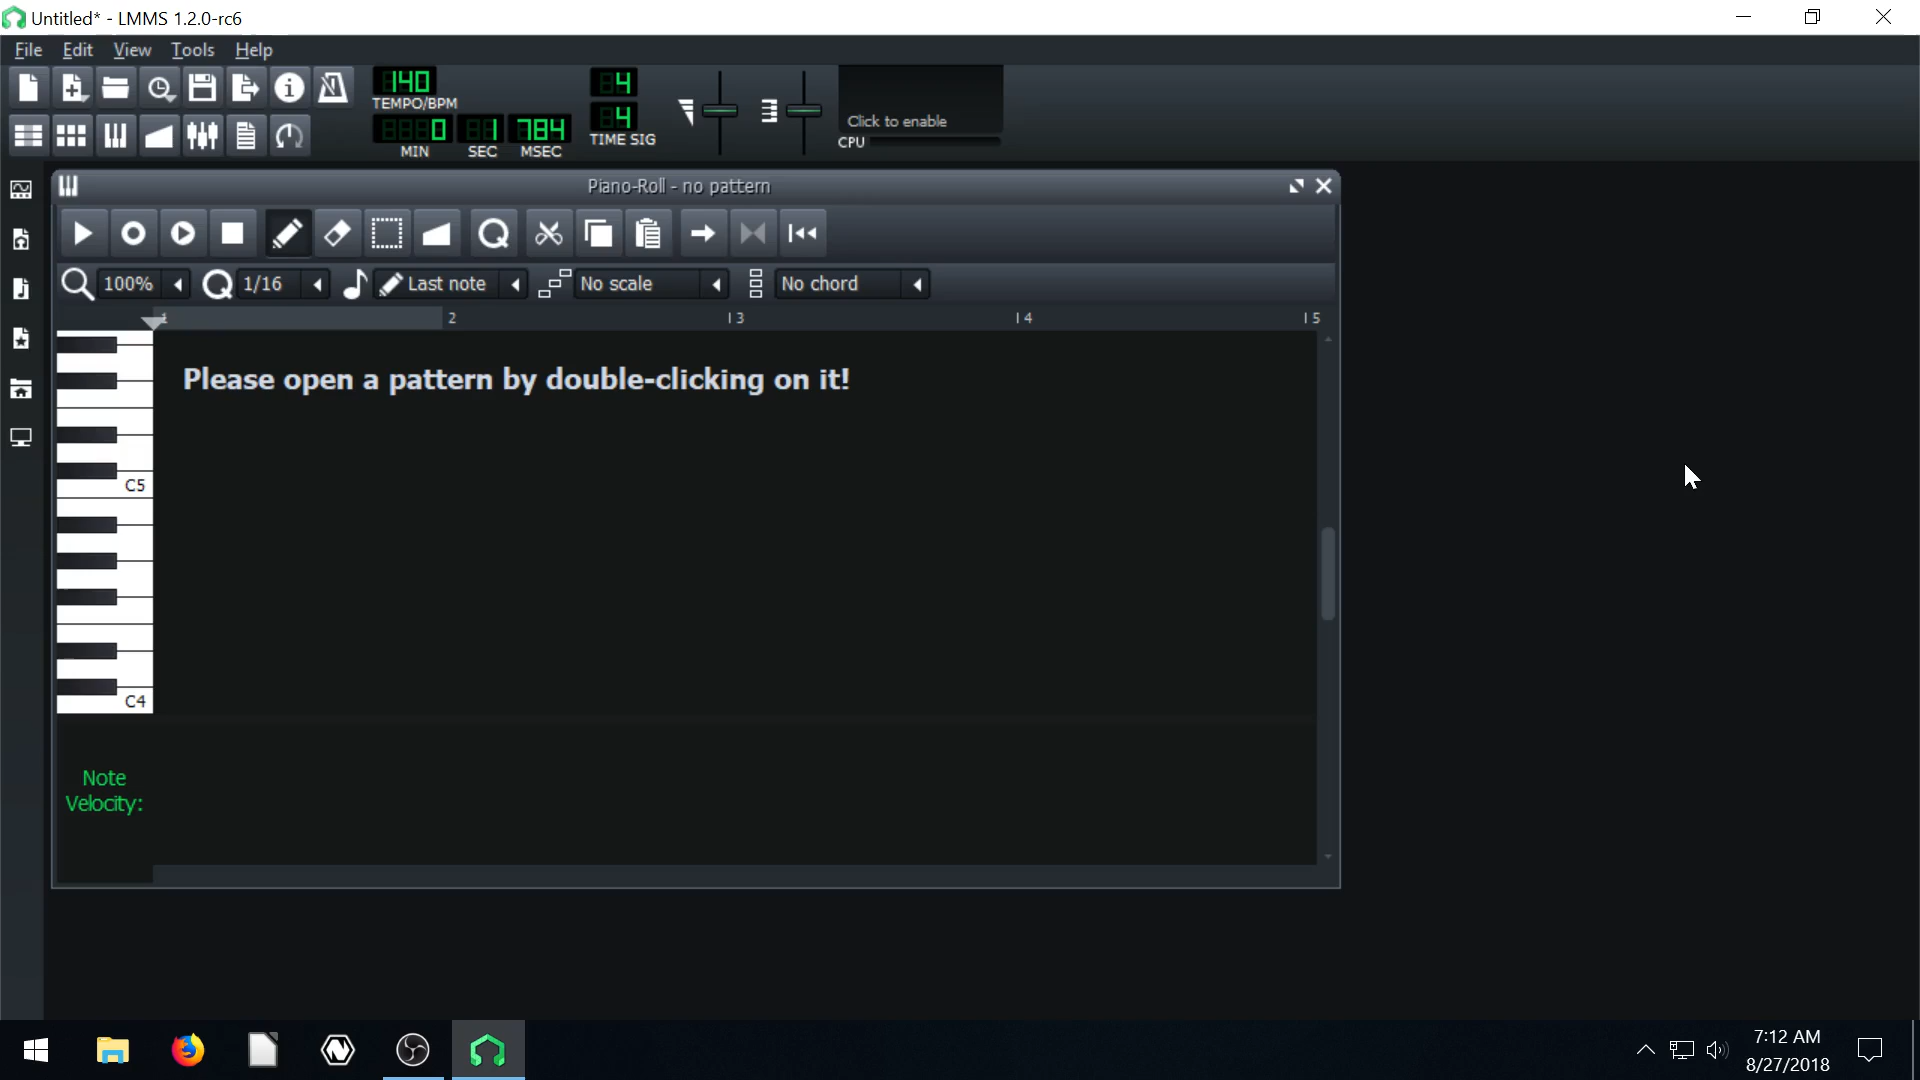 Untitled* - LMMS 1.2.0-rc6
File Edit View Tools Help
140
TEMPO/BPM
4
4
TIME SIG
0 1 784
MIN SEC MSEC
Click to enable
CPU
Piano-Roll - no pattern
100% 1/16 Last note No scale No chord
1 2 3 4 5
Please open a pattern by double-clicking on it!
C5
C4
Note
Velocity:
7:12 AM
8/27/2018